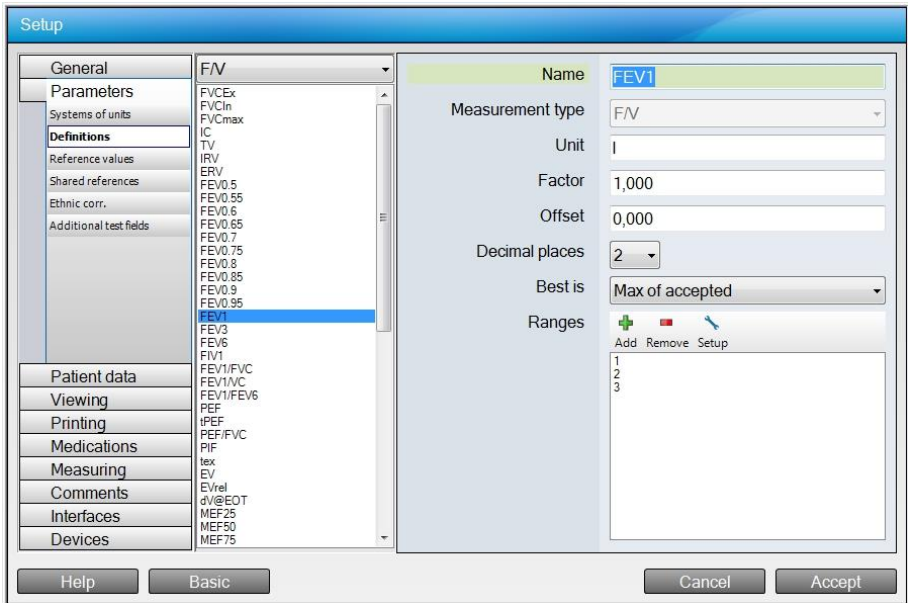 Setup
General
Parameters
Systems of units
Definitions
Reference values
Shared references
Ethnic corr.
Additional test fields
Patient data
Viewing
Printing
Medications
Measuring
Comments
Interfaces
Devices
F/V
FVCEx
FVCIn
FVCmax
IC
TV
IRV
ERV
FEV0.5
FEV0.55
FEV0.6
FEV0.65
FEV0.7
FEV0.75
FEV0.8
FEV0.85
FEV0.9
FEV0.95
FEV1
FEV3
FEV6
FIV1
FEV1/FVC
FEV1/VC
FEV1/FEV6
PEF
tPEF
PEF/FVC
PIF
tex
EV
EVrel
dV@EOT
MEF25
MEF50
MEF75
Name FEV1
Measurement type F/V
Unit l
Factor 1,000
Offset 0,000
Decimal places 2
Best is Max of accepted
Ranges
Add Remove Setup
1
2
3
Help Basic Cancel Accept